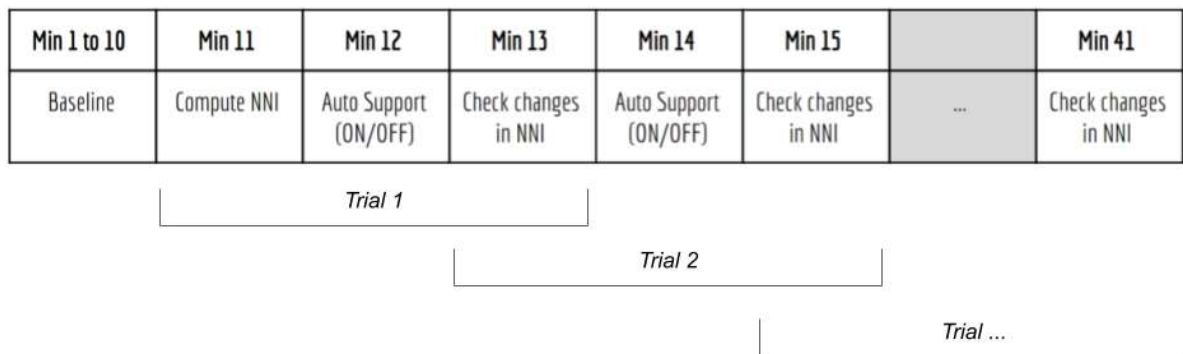 Min 1 to 10 Min 11 Min 12 Min 13 Min 14 Min 15 Min 41
Baseline Compute NNI Auto Support Check changes Auto Support Check changes ... Check changes
(ON/OFF) in NNI (ON/OFF) in NNI in NNI
Trial 1
Trial 2
Trial ...